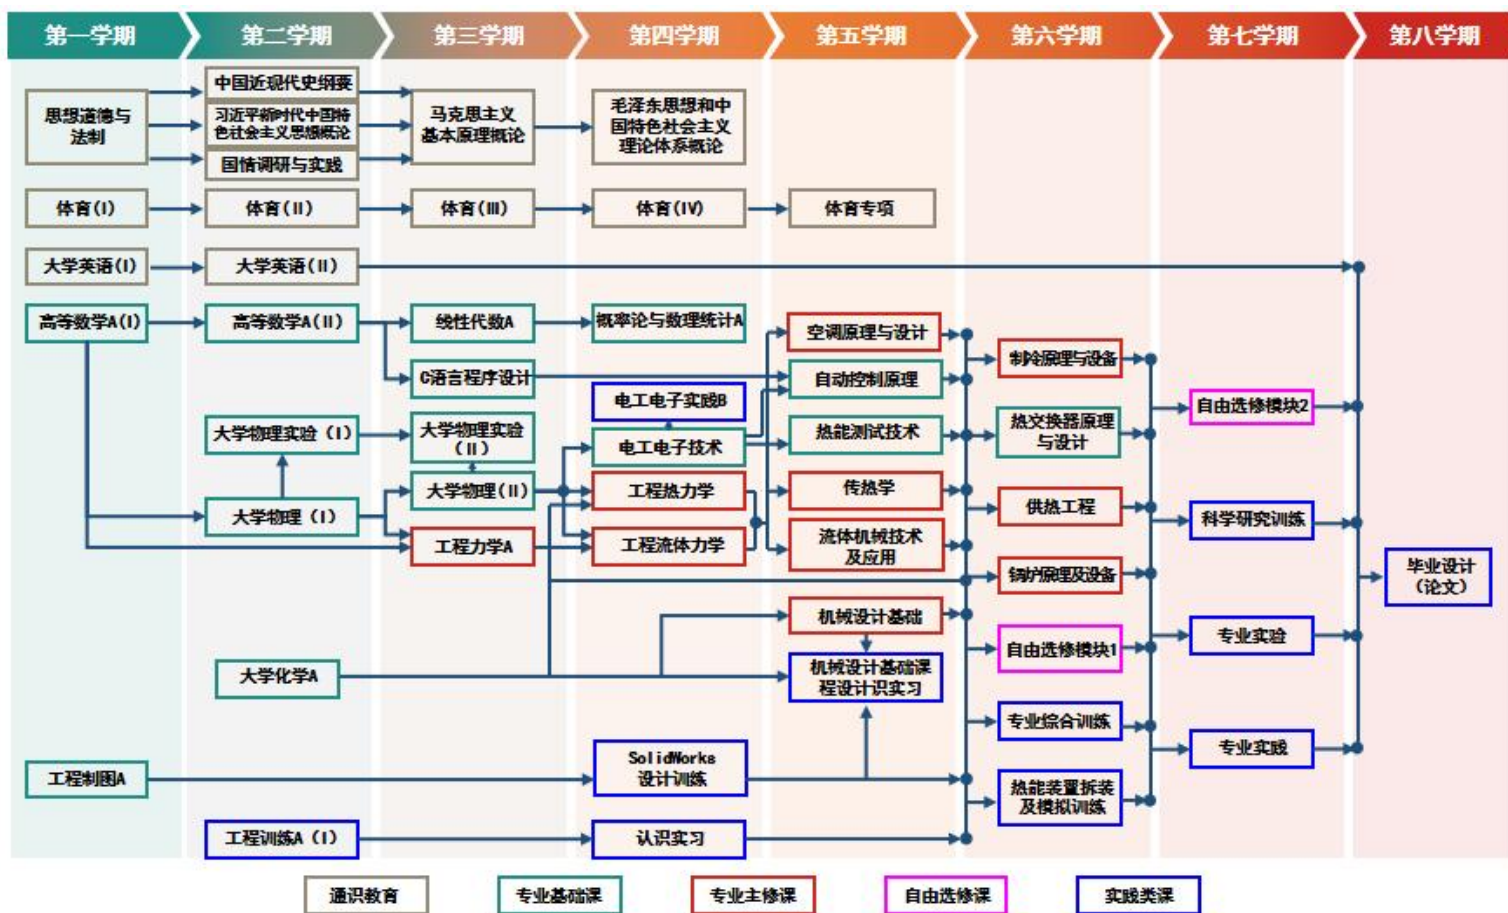 第一学期
第二学期
第三学期
第四学期
第五学期
第六学期
第七学期
第八学期
思想道德与
法制
中国近现代史纲要
习近平新时代中国特
色社会主义思想概论
国情调研与实践
马克思主义
基本原理概论
毛泽东思想和中
国特色社会主义
理论体系概论
体育(I)
体育(II)
体育(III)
体育(IV)
体育专项
大学英语(I)
大学英语(II)
高等数学A(I)
高等数学A(II)
线性代数A
概率论与数理统计A
空调原理与设计
制冷原理与设备
C语言程序设计
自动控制原理
电工电子实践B
自由选修模块2
大学物理实验（I）
大学物理实验
（II）
电工电子技术
热能测试技术
热交换器原理
与设计
大学物理（I）
大学物理(II)
工程热力学
传热学
供热工程
科学研究训练
工程力学A
工程流体力学
流体机械技术
及应用
锅炉原理及设备
毕业设计
（论文）
机械设计基础
专业实验
自由选修模块1
大学化学A
机械设计基础课
程设计识实习
专业综合训练
专业实践
工程制图A
SolidWorks
设计训练
热能装置拆装
及模拟训练
工程训练A（I）
认识实习
通识教育
专业基础课
专业主修课
自由选修课
实践类课